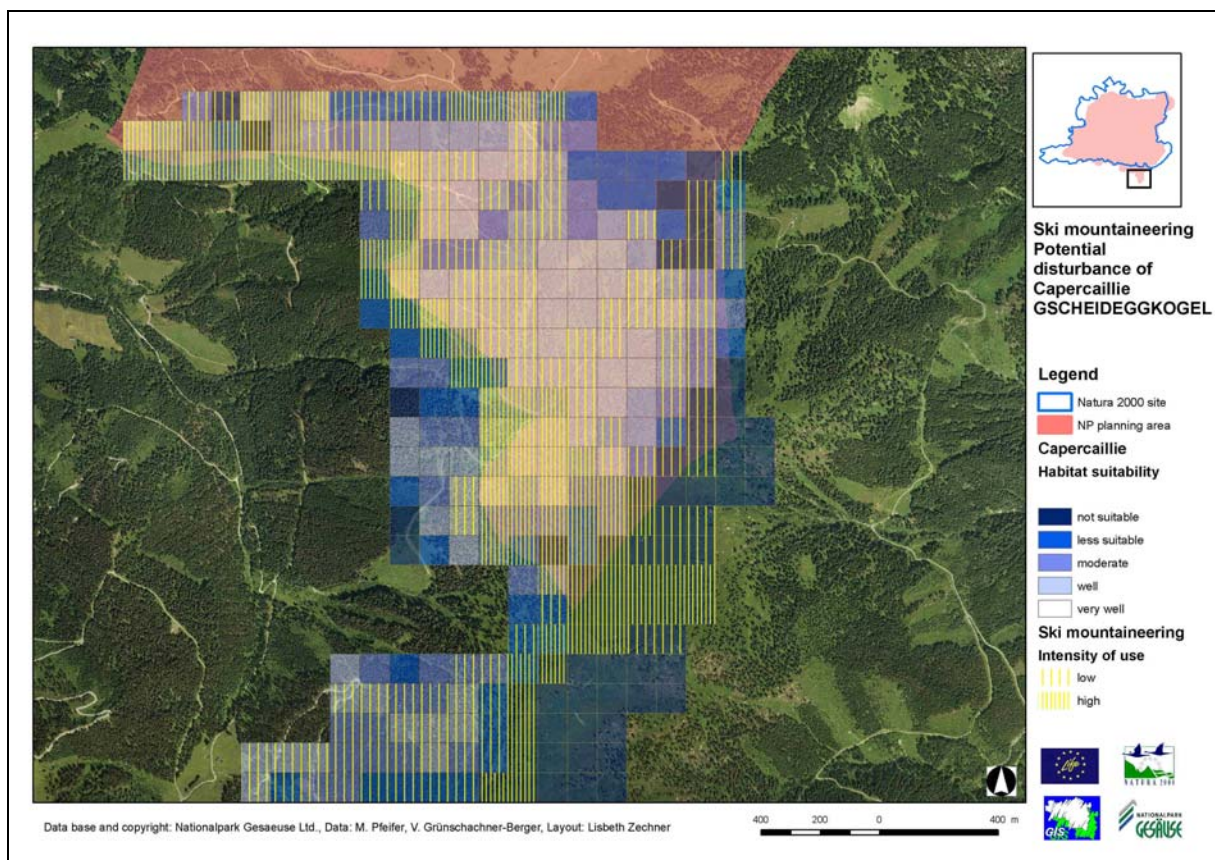 Ski mountaineering
Potential
disturbance of
Capercaillie
GSCHEIDEGGKOGEL
Legend
Natura 2000 site
NP planning area
Capercaillie
Habitat suitability
not suitable
less suitable
moderate
well
very well
Ski mountaineering
Intensity of use
low
high
Life
NATURA 2000
GIS
NATIONALPARK
GESÄUSE
Data base and copyright: Nationalpark Gesaeuse Ltd., Data: M. Pfeifer, V. Grünschachner-Berger, Layout: Lisbeth Zechner
400 200 0 400 m